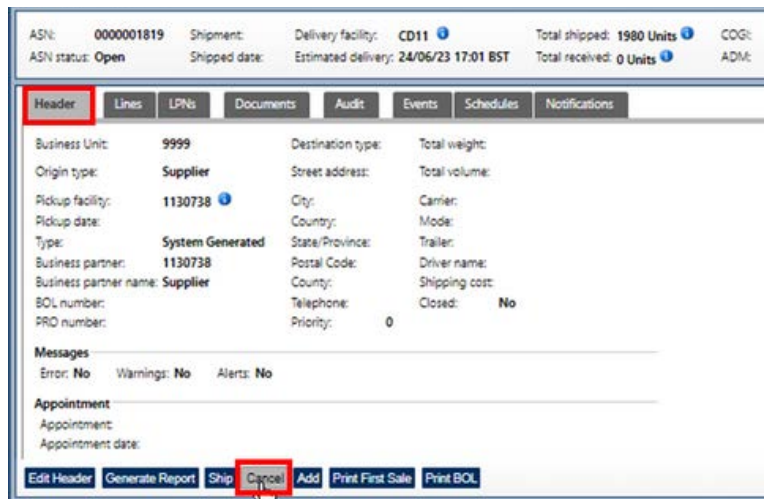 ASN: 0000001819 Shipment: Delivery facility: CD11 Total shipped: 1980 Units COGI:
ASN status: Open Shipped date: Estimated delivery: 24/06/23 17:01 BST Total received: 0 Units ADM:
Header Lines LPNs Documents Audit Events Schedules Notifications
Business Unit: 9999 Destination type: Total weight:
Origin type: Supplier Street address: Total volume:
Pickup facility: 1130738 City: Carrier:
Pickup date: Country: Mode:
Type: System Generated State/Province: Trailer:
Business partner: 1130738 Postal Code: Driver name:
Business partner name: Supplier County: Shipping cost:
BOL number: Telephone: Closed: No
PRO number: Priority: 0
Messages
Error: No Warnings: No Alerts: No
Appointment
Appointment:
Appointment date:
Edit Header Generate Report Ship Cancel Add Print First Sale Print BOL